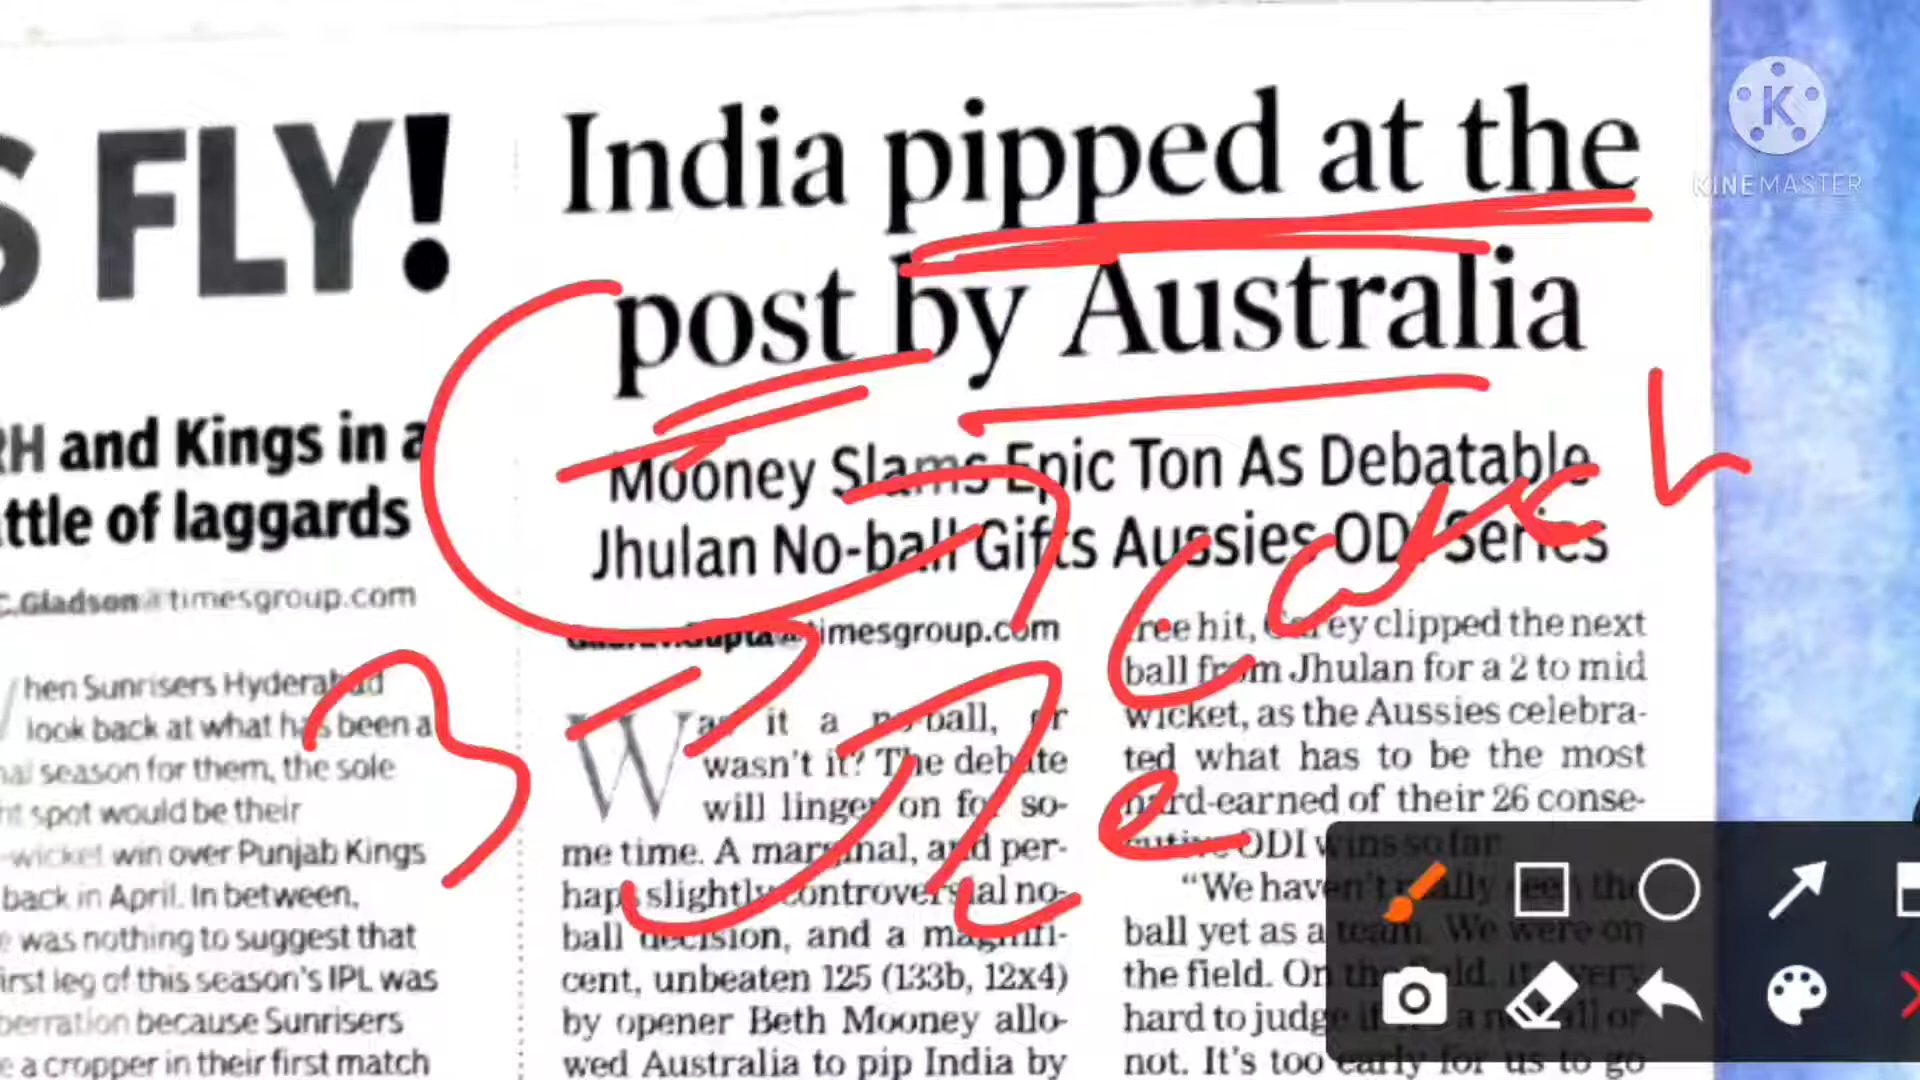 S FLY!
RH and Kings in a
attle of laggards
C.Gladson@timesgroup.com
hen Sunrisers Hyderabad
look back at what has been a
nal season for them, the sole
ht spot would be their
-wicket win over Punjab Kings
back in April. In between,
e was nothing to suggest that
irst leg of this season's IPL was
berration because Sunrisers
e a cropper in their first match
India pipped at the
post by Australia
Mooney Slams Epic Ton As Debatable
Jhulan No-ball Gifts Aussies ODI Series
Gaurav.Gupta@timesgroup.com
Was it a no-ball, or
wasn't it? The debate
will linger on for so-
me time. A marginal, and per-
haps slightly controversial no-
ball decision, and a magnifi-
cent, unbeaten 125 (133b, 12x4)
by opener Beth Mooney allo-
wed Australia to pip India by
free hit, Carey clipped the next
ball from Jhulan for a 2 to mid
wicket, as the Aussies celebra-
ted what has to be the most
hard-earned of their 26 conse-
cutive ODI wins so far.
"We haven't really seen the
ball yet as a team. We were on
the field. On the field, it's very
hard to judge if it's a no-ball or
not. It's too early for us to go
catch
K
KINEMASTER